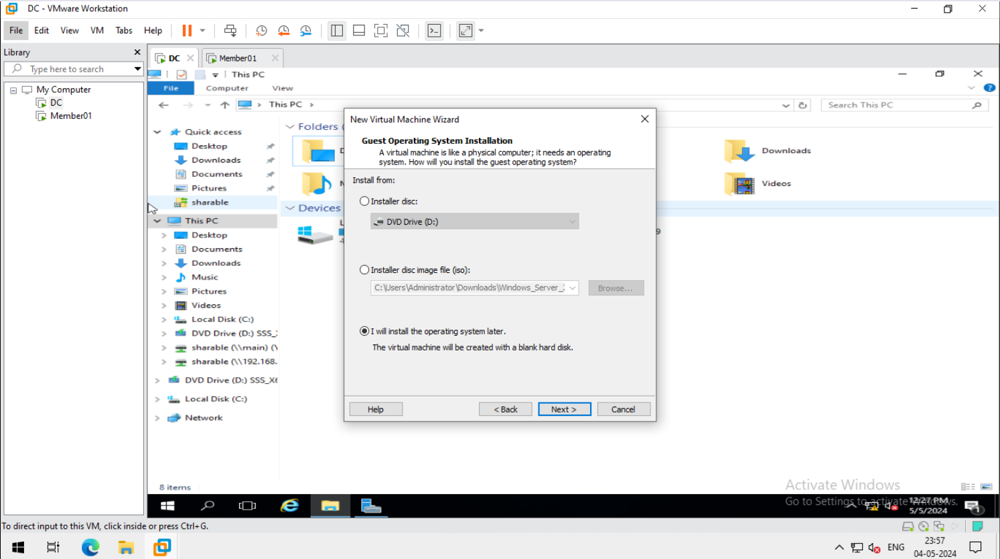 DC - VMware Workstation
File Edit View VM Tabs Help
Library
Type here to search
My Computer
DC
Member01
DC
Member01
This PC
File Computer View
This PC
Search This PC
Quick access
Desktop
Downloads
Documents
Pictures
sharable
This PC
Desktop
Documents
Downloads
Music
Pictures
Videos
Local Disk (C:)
DVD Drive (D:) SSS_
sharable (\\main) (
sharable (\\192.168.
DVD Drive (D:) SSS_X6
Local Disk (C:)
Network
Folders (
Downloads
Videos
Devices
8 items
New Virtual Machine Wizard
Guest Operating System Installation
A virtual machine is like a physical computer; it needs an operating
system. How will you install the guest operating system?
Install from:
Installer disc:
DVD Drive (D:)
Installer disc image file (iso):
C:\Users\Administrator\Downloads\Windows_Server_
Browse...
I will install the operating system later.
The virtual machine will be created with a blank hard disk.
Help
< Back
Next >
Cancel
Activate Windows
Go to Settings to activate Windows.
12:27 PM
5/5/2024
1
To direct input to this VM, click inside or press Ctrl+G.
ENG
23:57
04-05-2024